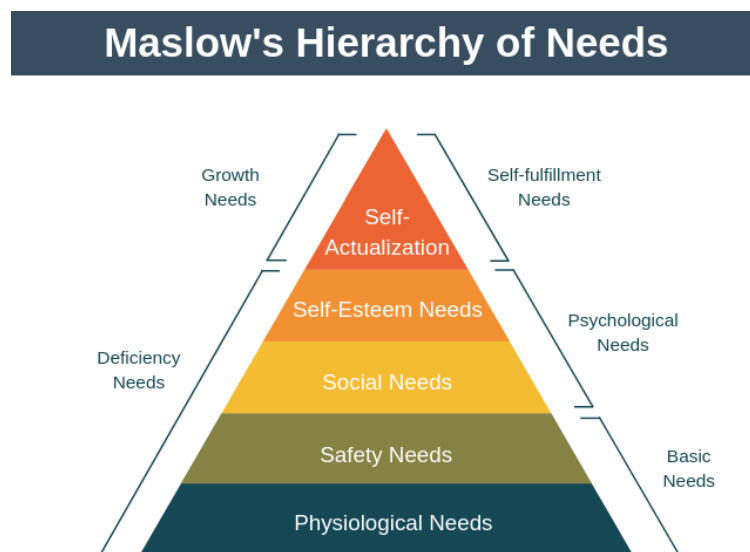 Maslow's Hierarchy of Needs
Growth
Needs
Self-fulfillment
Needs
Self-
Actualization
Self-Esteem Needs
Psychological
Needs
Deficiency
Needs
Social Needs
Safety Needs
Basic
Needs
Physiological Needs